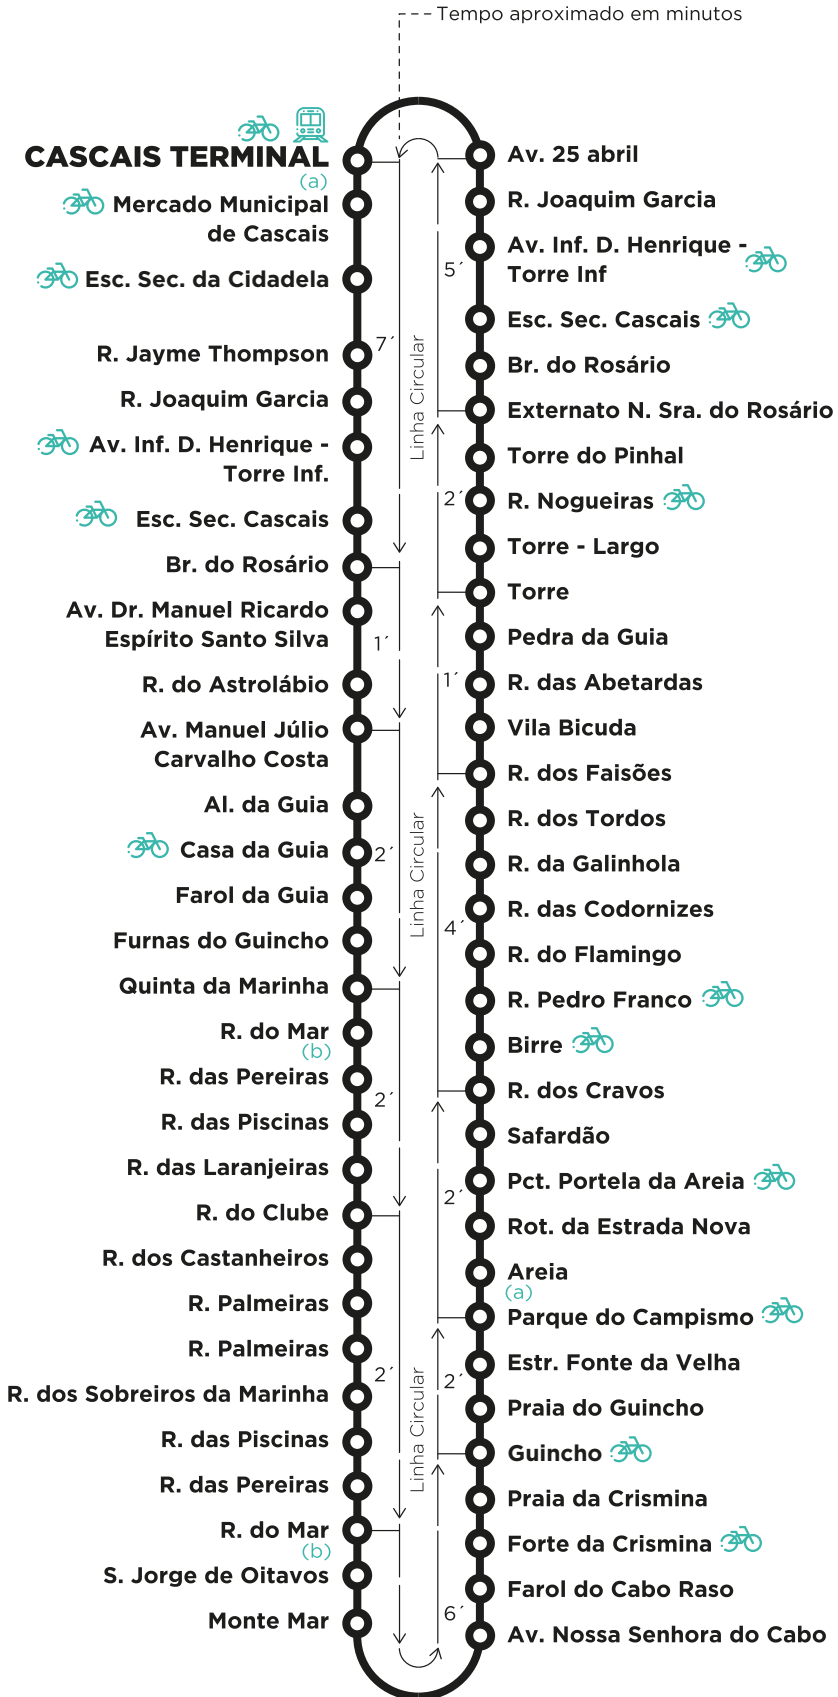 Tempo aproximado em minutos
CASCAIS TERMINAL
(a)
Mercado Municipal
de Cascais
Esc. Sec. da Cidadela
R. Jayme Thompson
R. Joaquim Garcia
Av. Inf. D. Henrique -
Torre Inf.
Esc. Sec. Cascais
Br. do Rosário
Av. Dr. Manuel Ricardo
Espírito Santo Silva
R. do Astrolábio
Av. Manuel Júlio
Carvalho Costa
Al. da Guia
Casa da Guia
Farol da Guia
Furnas do Guincho
Quinta da Marinha
R. do Mar
(b)
R. das Pereiras
R. das Piscinas
R. das Laranjeiras
R. do Clube
R. dos Castanheiros
R. Palmeiras
R. Palmeiras
R. dos Sobreiros da Marinha
R. das Piscinas
R. das Pereiras
R. do Mar
(b)
S. Jorge de Oitavos
Monte Mar
7´
1´
2´
2´
2´
Linha Circular
Linha Circular
Linha Circular
5´
2´
1´
4´
2´
2´
6´
Av. 25 abril
R. Joaquim Garcia
Av. Inf. D. Henrique -
Torre Inf
Esc. Sec. Cascais
Br. do Rosário
Externato N. Sra. do Rosário
Torre do Pinhal
R. Nogueiras
Torre - Largo
Torre
Pedra da Guia
R. das Abetardas
Vila Bicuda
R. dos Faisões
R. dos Tordos
R. da Galinhola
R. das Codornizes
R. do Flamingo
R. Pedro Franco
Birre
R. dos Cravos
Safardão
Pct. Portela da Areia
Rot. da Estrada Nova
Areia
(a)
Parque do Campismo
Estr. Fonte da Velha
Praia do Guincho
Guincho
Praia da Crismina
Forte da Crismina
Farol do Cabo Raso
Av. Nossa Senhora do Cabo